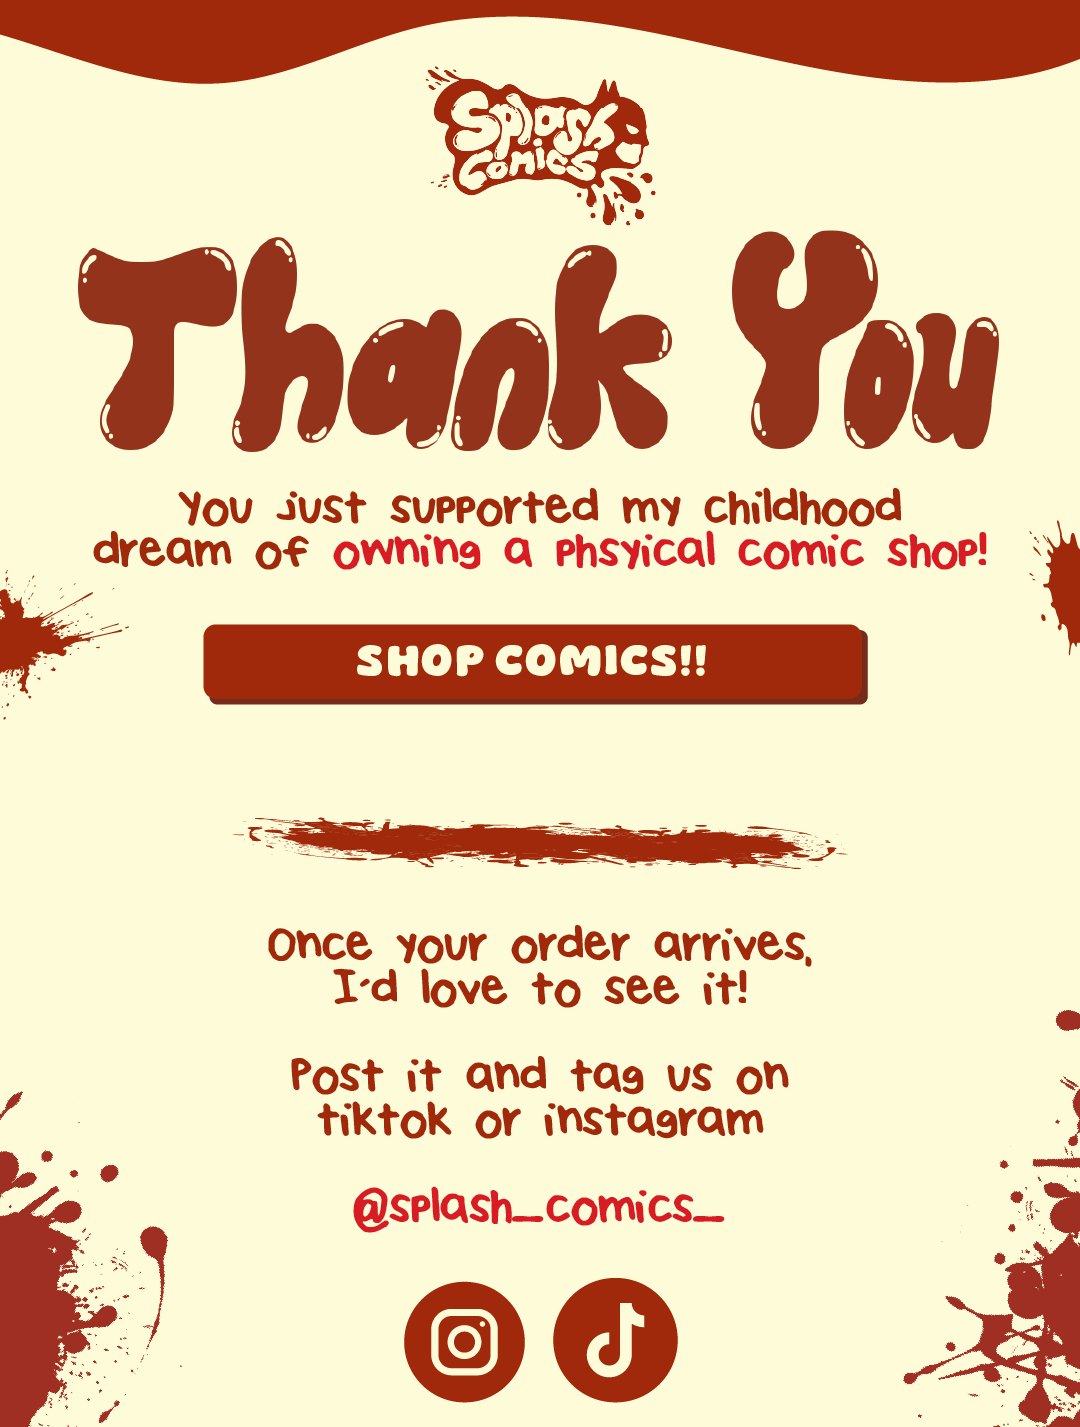 Splash
Comics
Thank You
You just supported my childhood
dream of owning a phsyical comic shop!
SHOP COMICS!!
Once your order arrives,
I'd love to see it!
Post it and tag us on
tiktok or instagram
@splash_comics_